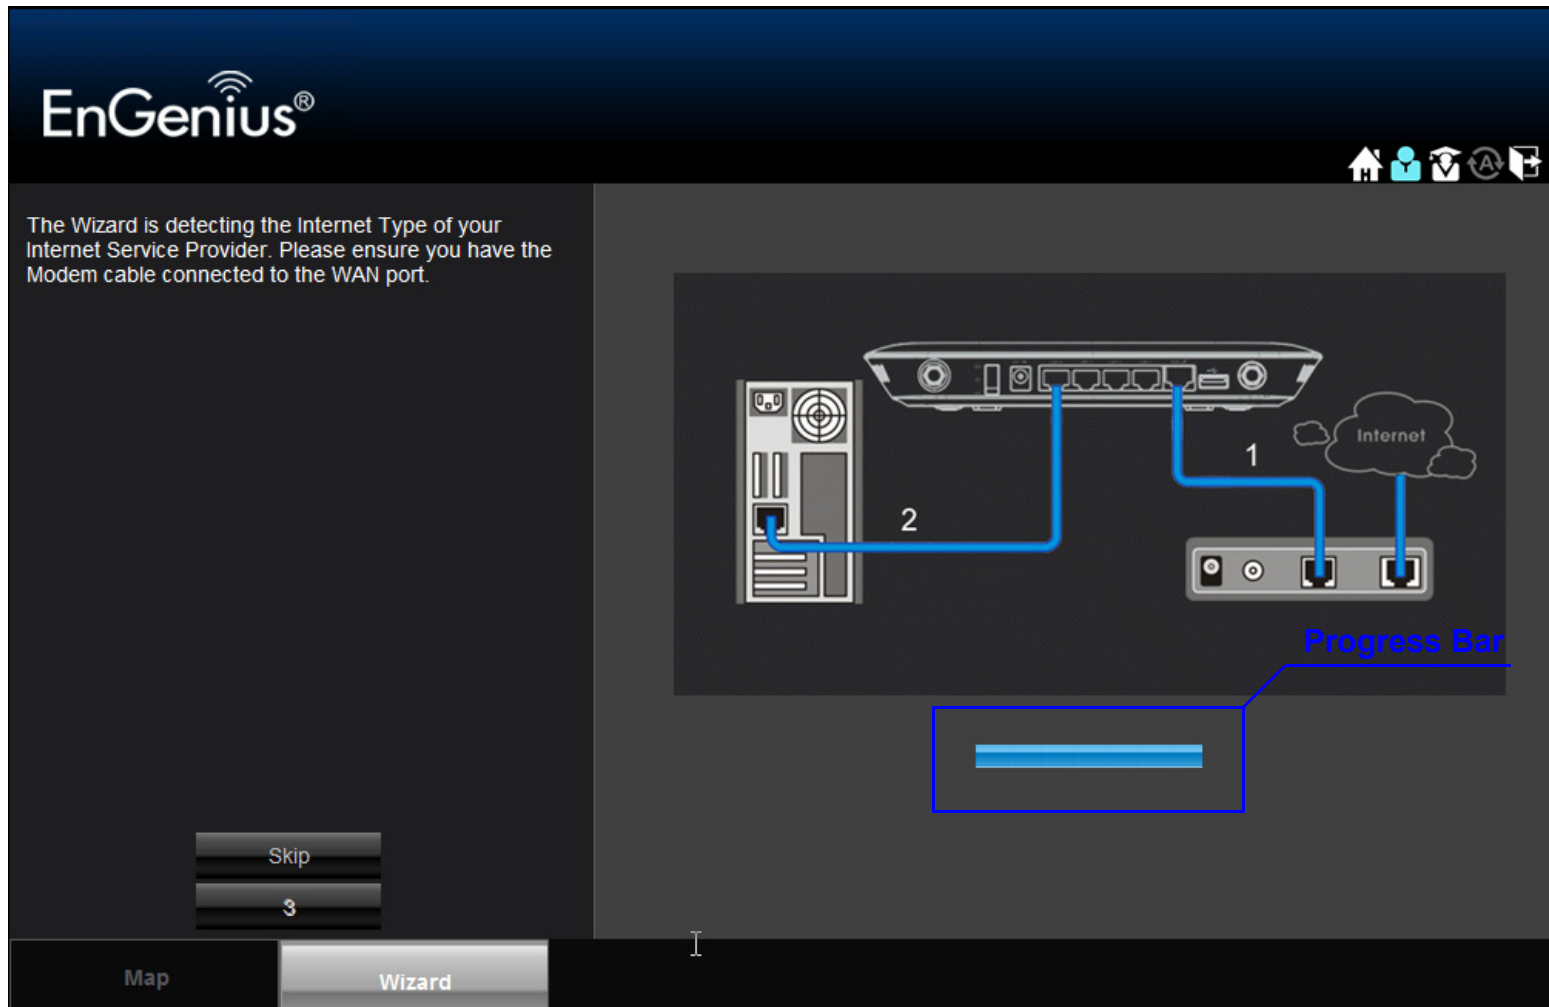 EnGenius®
The Wizard is detecting the Internet Type of your
Internet Service Provider. Please ensure you have the
Modem cable connected to the WAN port.
Internet
1
2
Progress Bar
Skip
3
Map
Wizard